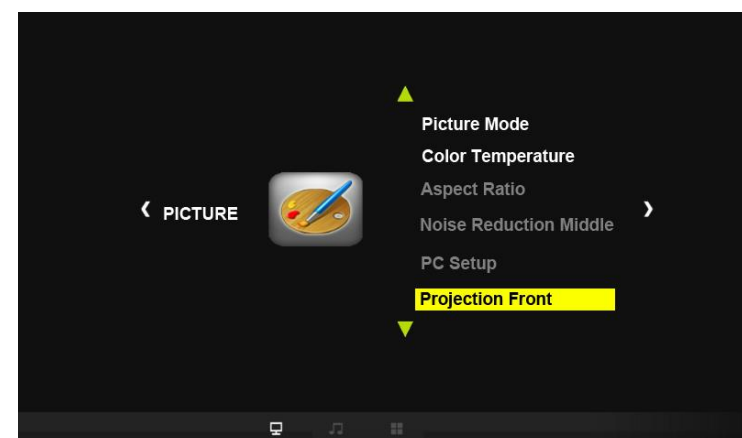 PICTURE
Picture Mode
Color Temperature
Aspect Ratio
Noise Reduction Middle
PC Setup
Projection Front